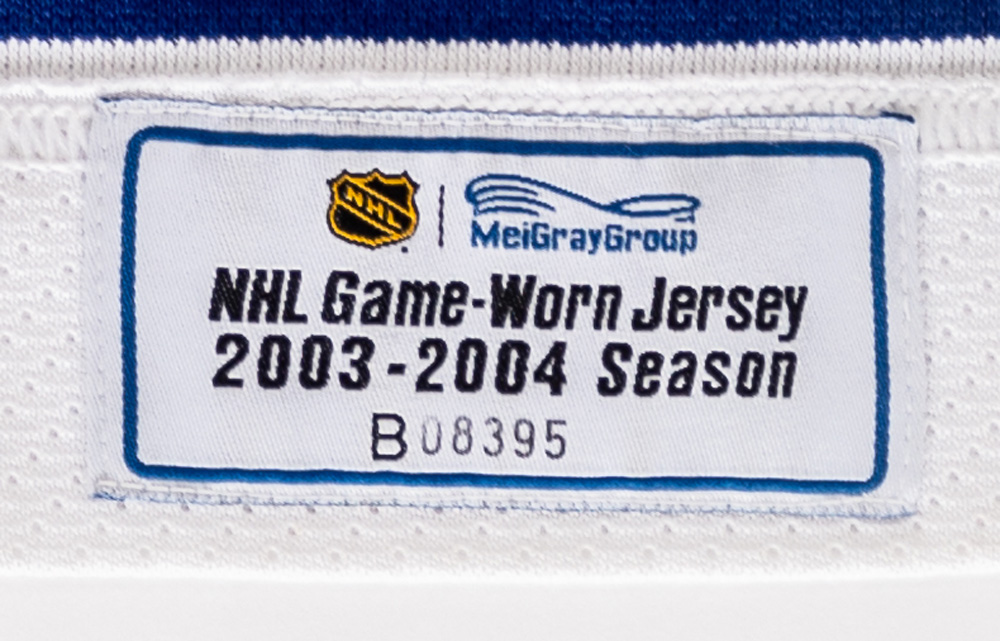 NHL
MeiGrayGroup
NHL Game-Worn Jersey
2003-2004 Season
B08395